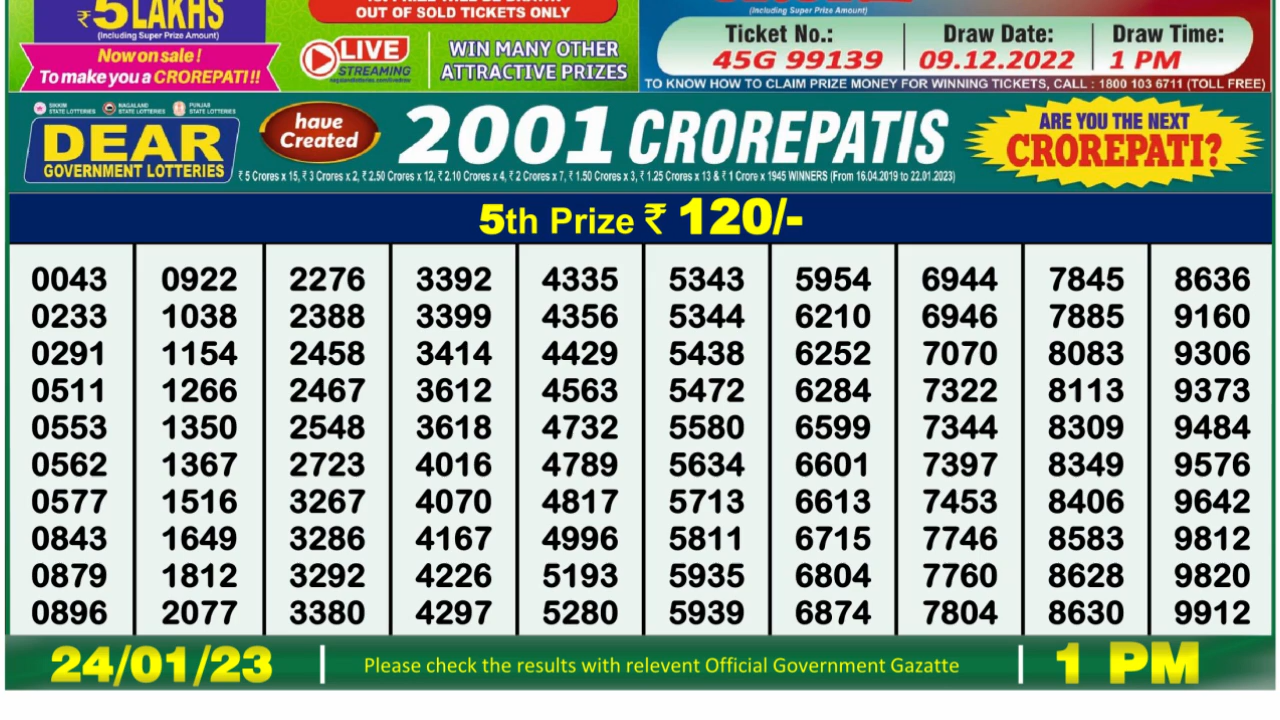 ₹5 LAKHS
(Including Super Prize Amount)
Now on sale !
To make you a CROREPATI !!
OUT OF SOLD TICKETS ONLY
LIVE
STREAMING
WIN MANY OTHER
ATTRACTIVE PRIZES
(Including Super Prize Amount)
Ticket No.: Draw Date: Draw Time:
45G 99139 09.12.2022 1 PM
TO KNOW HOW TO CLAIM PRIZE MONEY FOR WINNING TICKETS, CALL : 1800 103 6711 (TOLL FREE)
SIKKIM STATE LOTTERIES NAGALAND STATE LOTTERIES PUNJAB STATE LOTTERIES
DEAR
GOVERNMENT LOTTERIES
have
Created
2001 CROREPATIS
₹ 5 Crores x 15, ₹ 3 Crores x 2, ₹ 2.50 Crores x 12, ₹ 2.10 Crores x 4, ₹ 2 Crores x 7, ₹ 1.50 Crores x 3, ₹ 1.25 Crores x 13 & ₹ 1 Crore x 1945 WINNERS (From 16.04.2019 to 22.01.2023)
ARE YOU THE NEXT
CROREPATI?
5th Prize ₹ 120/-
0043 0922 2276 3392 4335 5343 5954 6944 7845 8636
0233 1038 2388 3399 4356 5344 6210 6946 7885 9160
0291 1154 2458 3414 4429 5438 6252 7070 8083 9306
0511 1266 2467 3612 4563 5472 6284 7322 8113 9373
0553 1350 2548 3618 4732 5580 6599 7344 8309 9484
0562 1367 2723 4016 4789 5634 6601 7397 8349 9576
0577 1516 3267 4070 4817 5713 6613 7453 8406 9642
0843 1649 3286 4167 4996 5811 6715 7746 8583 9812
0879 1812 3292 4226 5193 5935 6804 7760 8628 9820
0896 2077 3380 4297 5280 5939 6874 7804 8630 9912
24/01/23 Please check the results with relevent Official Government Gazatte 1 PM